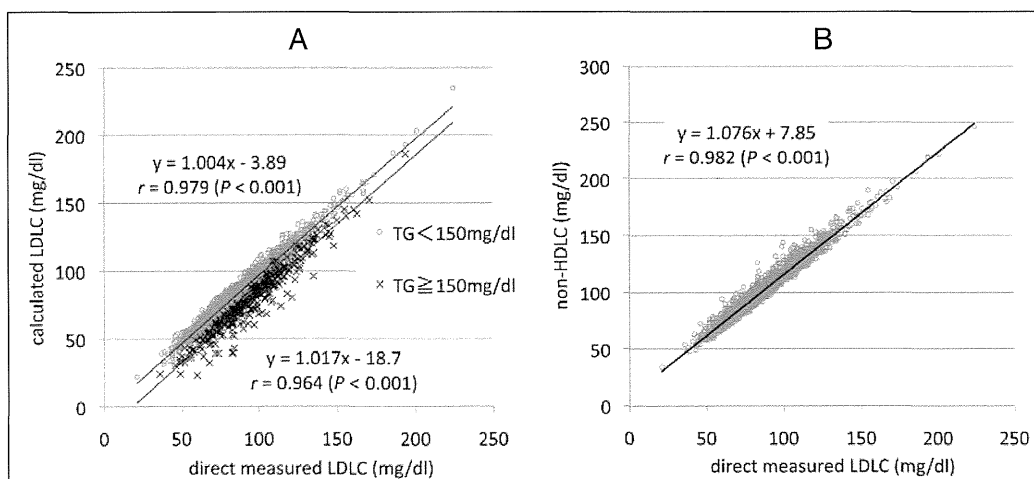 A
250
200
150
100
50
0
calculated LDLC (mg/dl)
y = 1.004x - 3.89
r = 0.979 (P < 0.001)
○ TG<150mg/dl
× TG≧150mg/dl
y = 1.017x - 18.7
r = 0.964 (P < 0.001)
0 50 100 150 200 250
direct measured LDLC (mg/dl)
B
300
250
200
150
100
50
0
non-HDLC (mg/dl)
y = 1.076x + 7.85
r = 0.982 (P < 0.001)
0 50 100 150 200 250
direct measured LDLC (mg/dl)